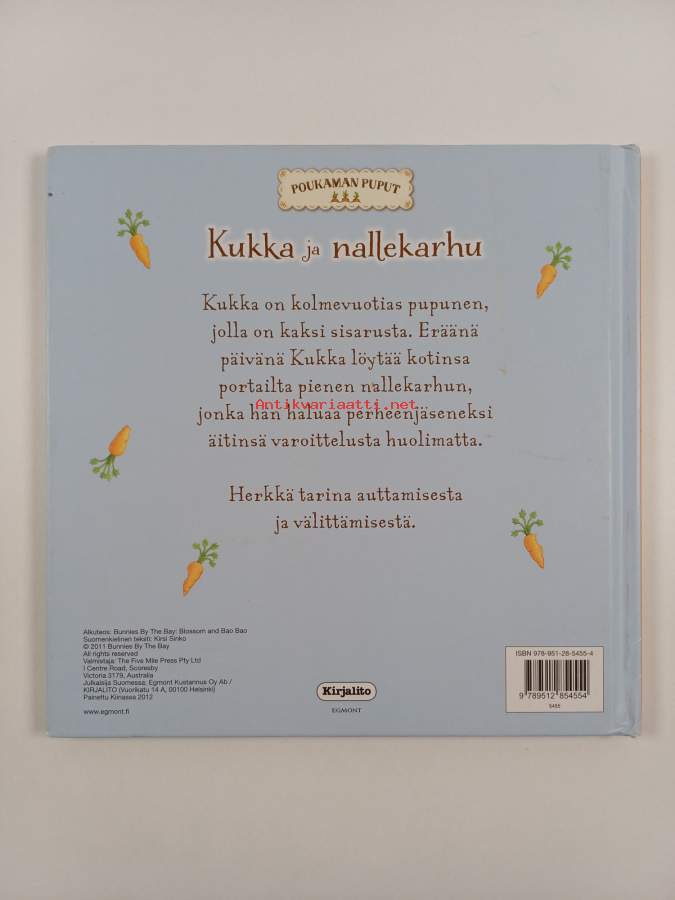 POUKAMAN PUPUT
Kukka ja nallekarhu
Kukka on kolmevuotias pupunen,
jolla on kaksi sisarusta. Eräänä
päivänä Kukka löytää kotinsa
portailta pienen nallekarhun,
Antikvariaatti.net
jonka hän haluaa perheenjäseneksi
äitinsä varoittelusta huolimatta.
Herkkä tarina auttamisesta
ja välittämisestä.
Alkuteos: Bunnies By The Bay: Blossom and Bao Bao
Suomenkielinen teksti: Kirsi Sinko
© 2011 Bunnies By The Bay
All rights reserved
Valmistaja: The Five Mile Press Pty Ltd
1 Centre Road, Scoresby
Victoria 3179, Australia
Julkaisija Suomessa: Egmont Kustannus Oy Ab /
KIRJALITO (Vuorikatu 14 A, 00100 Helsinki)
Painettu Kiinassa 2012
www.egmont.fi
Kirjalito
EGMONT
ISBN 978-951-28-5455-4
9 789512 854554
5455